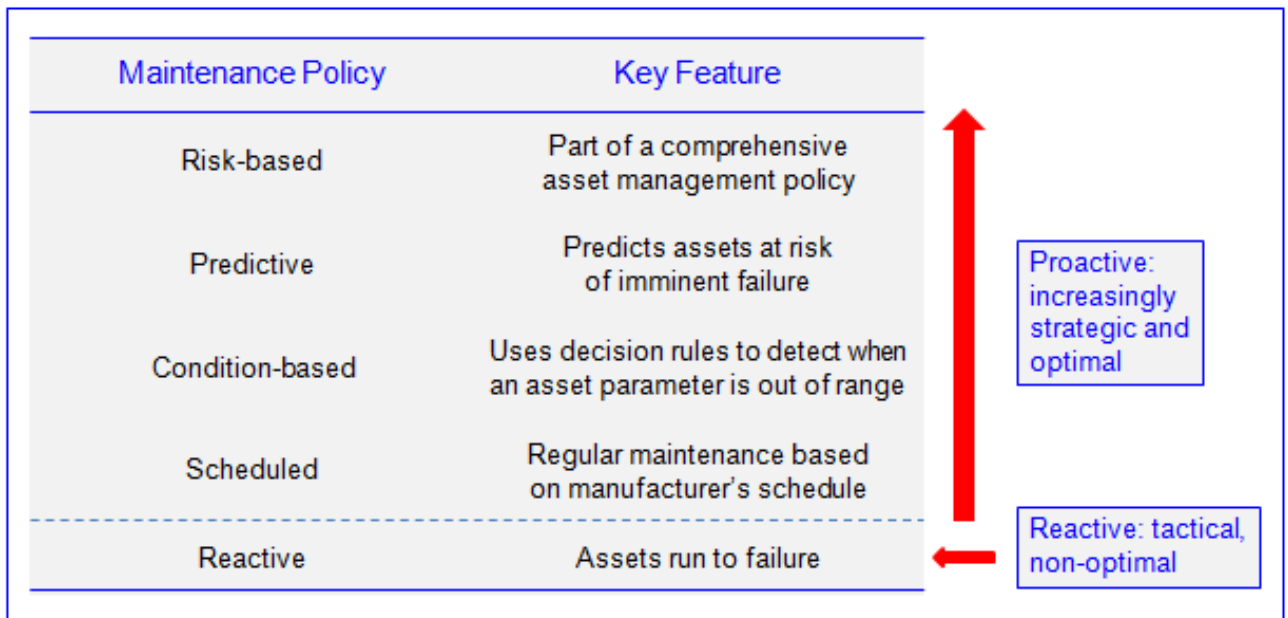 Maintenance Policy
Key Feature
Risk-based
Part of a comprehensive
asset management policy
Predictive
Predicts assets at risk
of imminent failure
Condition-based
Uses decision rules to detect when
an asset parameter is out of range
Scheduled
Regular maintenance based
on manufacturer's schedule
Reactive
Assets run to failure
Proactive:
increasingly
strategic and
optimal
Reactive: tactical,
non-optimal